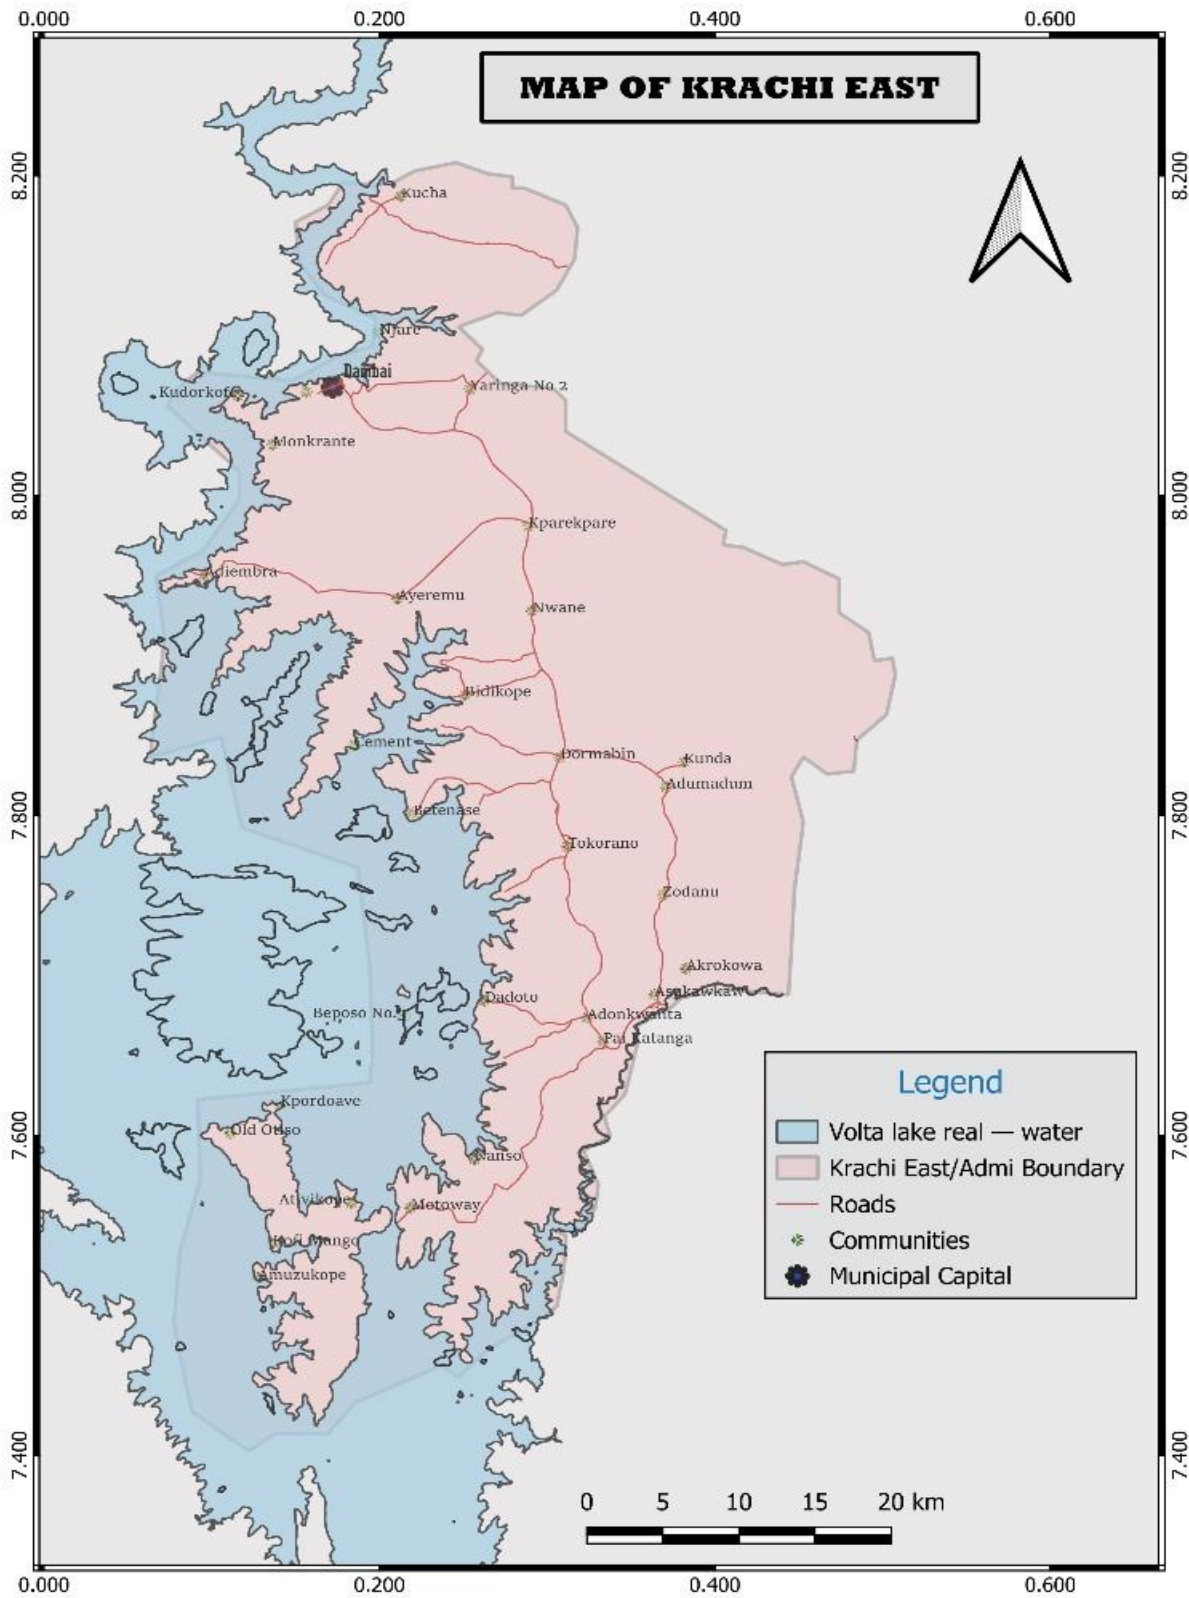 0.000 0.200 0.400 0.600
MAP OF KRACHI EAST
8.200 8.200
Kucha
Njare
Dambai
Kudorkofe
Yaringa No.2
Monkrante
8.000 8.000
Kparekpare
Adiembra
Ayeremu
Nwane
Bidikope
Cement
Dormabin
Kunda
Adumadum
7.800 7.800
Betenase
Tokorano
Zodanu
Akrokowa
Asukawkaw
Dadoto
Beposo No.
Adonkwanta
Pai Katanga
Legend
Volta lake real — water
Krachi East/Admi Boundary
Roads
Communities
Municipal Capital
Kpordoave
7.600 7.600
Old Otiso
Nanso
Ativikope
Motoway
Kofi Mango
Amuzukope
7.400 7.400
0 5 10 15 20 km
0.000 0.200 0.400 0.600